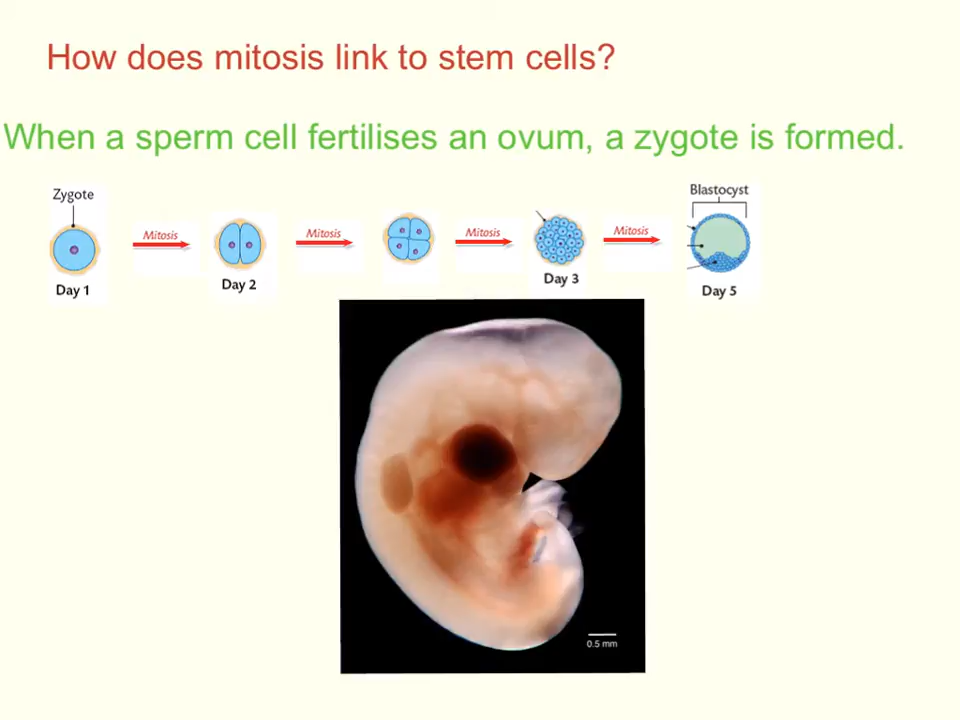 How does mitosis link to stem cells?
When a sperm cell fertilises an ovum, a zygote is formed.
Zygote
Blastocyst
Mitosis
Mitosis
Mitosis
Mitosis
Day 1
Day 2
Day 3
Day 5
0.5 mm